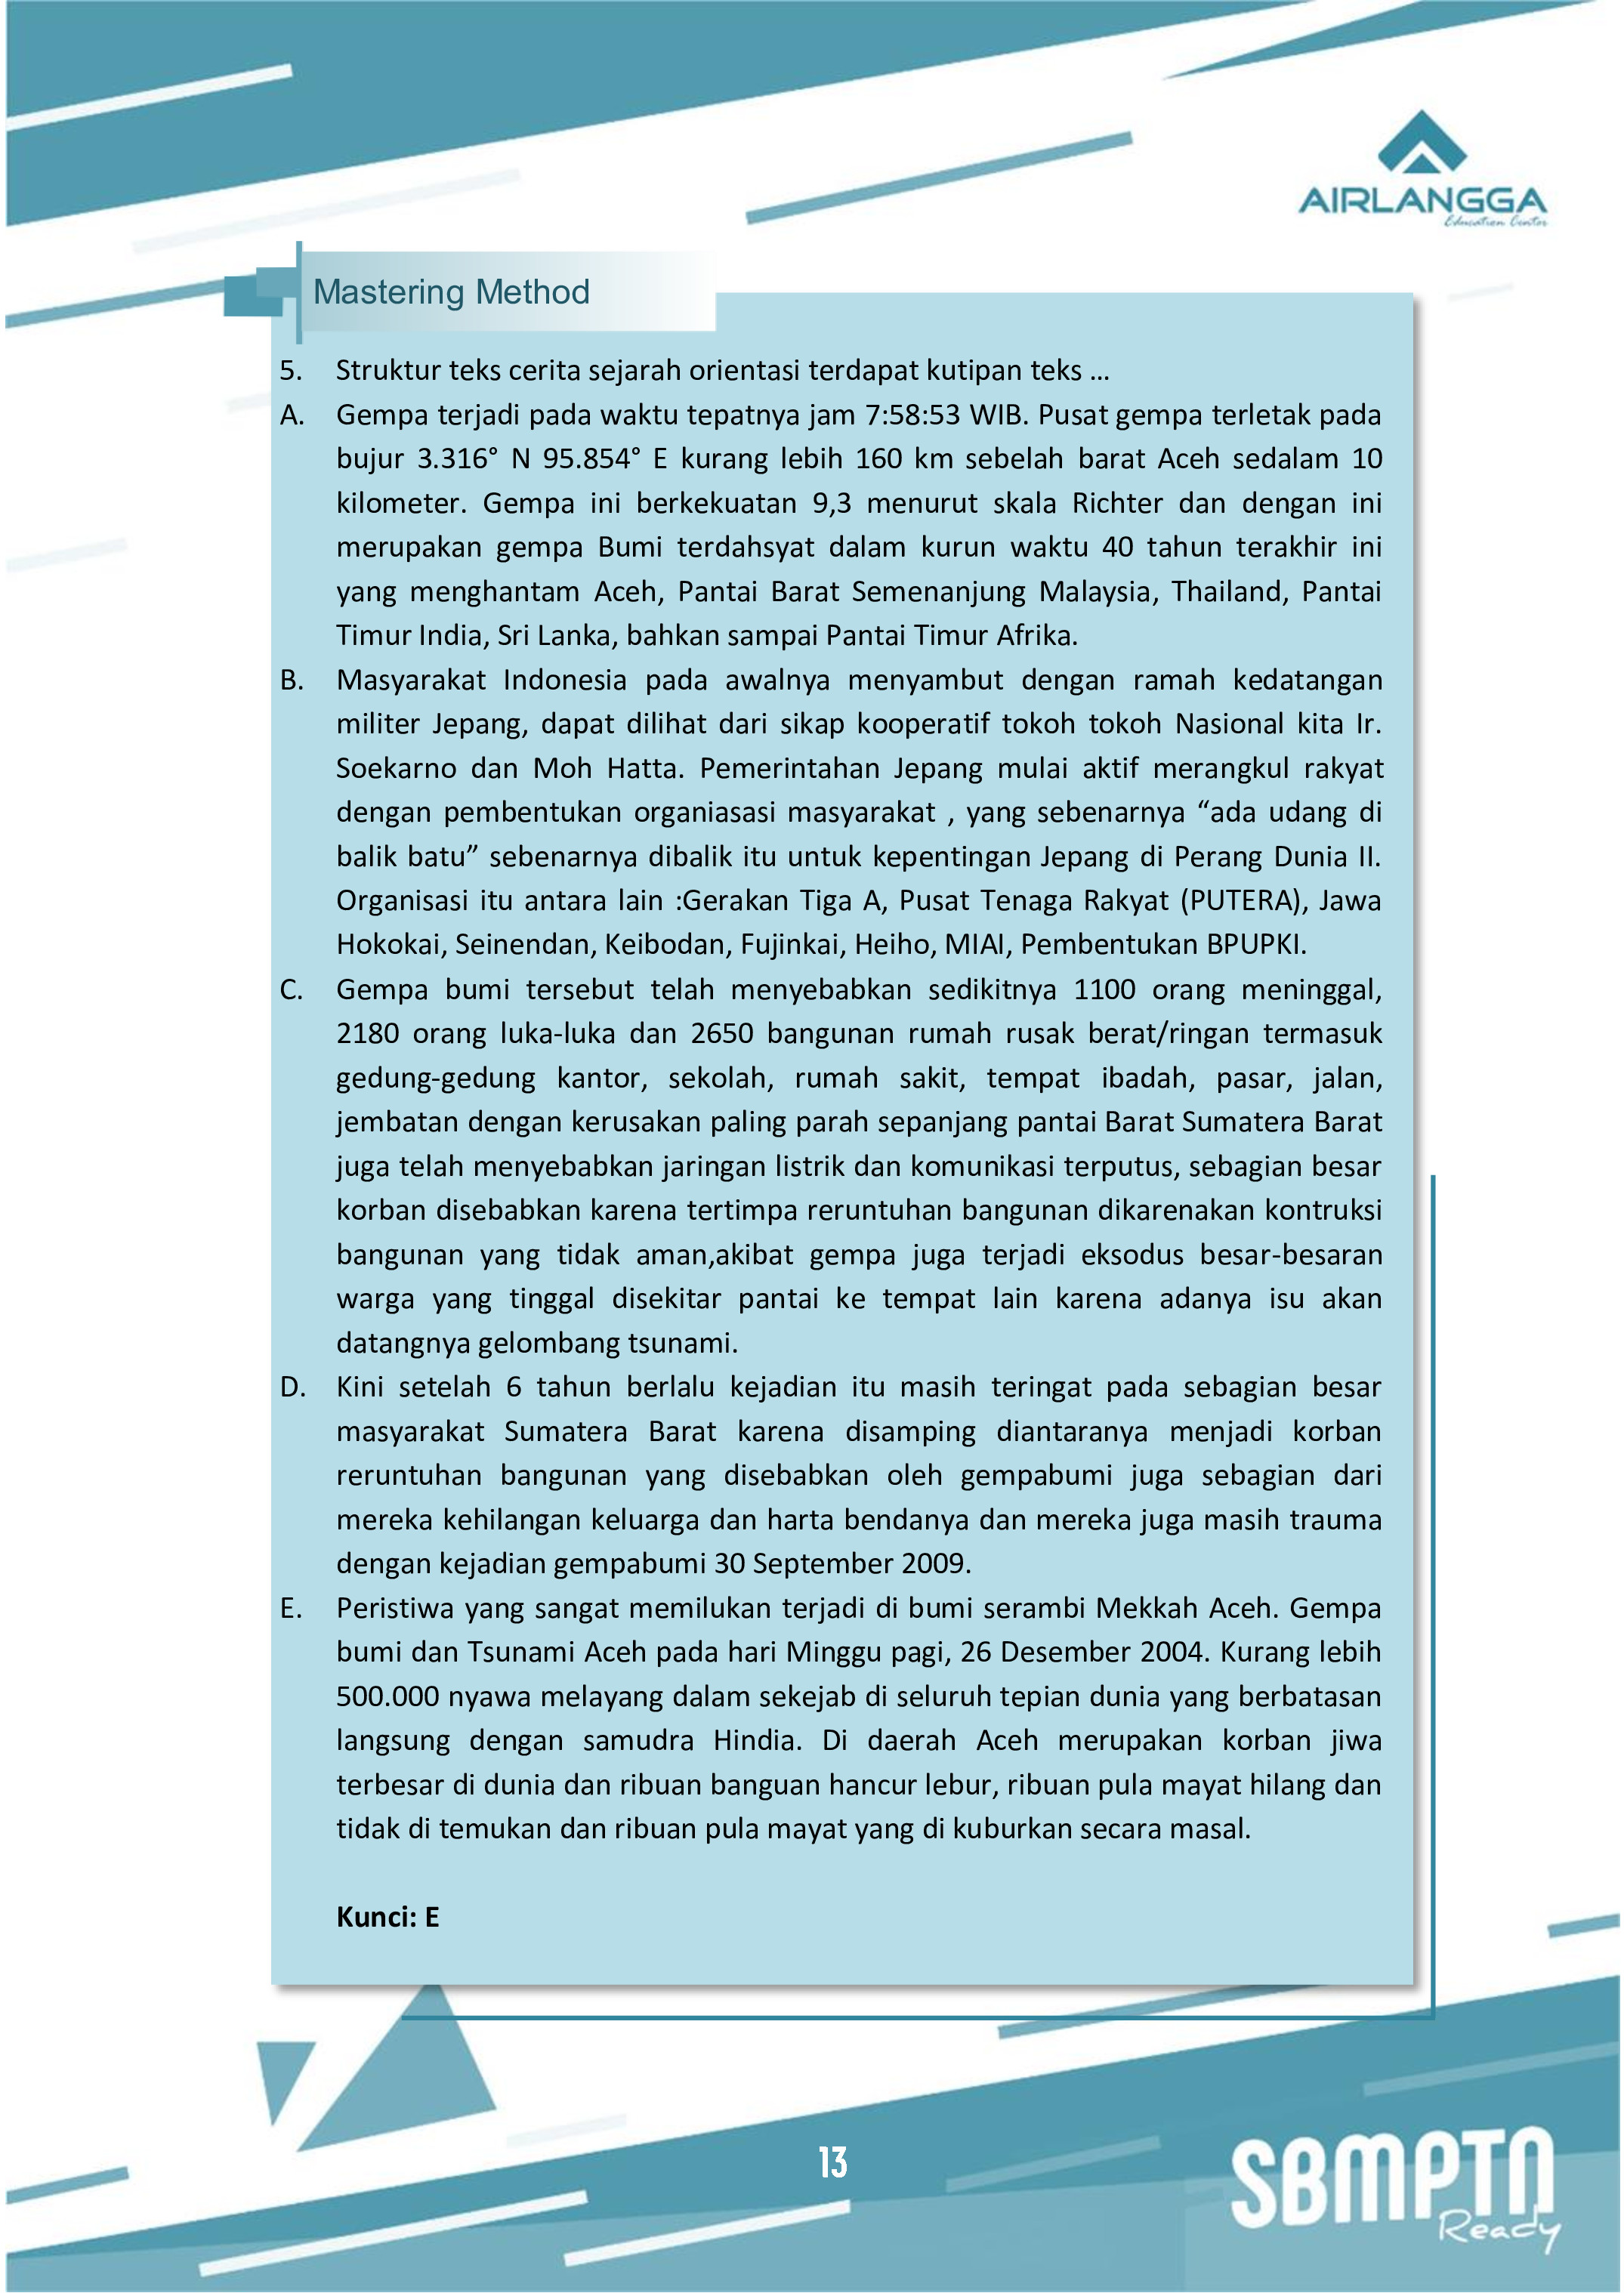 AIRLANGGA
Education Center
Mastering Method
5. Struktur teks cerita sejarah orientasi terdapat kutipan teks ...
A. Gempa terjadi pada waktu tepatnya jam 7:58:53 WIB. Pusat gempa terletak pada
bujur 3.316° N 95.854° E kurang lebih 160 km sebelah barat Aceh sedalam 10
kilometer. Gempa ini berkekuatan 9,3 menurut skala Richter dan dengan ini
merupakan gempa Bumi terdahsyat dalam kurun waktu 40 tahun terakhir ini
yang menghantam Aceh, Pantai Barat Semenanjung Malaysia, Thailand, Pantai
Timur India, Sri Lanka, bahkan sampai Pantai Timur Afrika.
B. Masyarakat Indonesia pada awalnya menyambut dengan ramah kedatangan
militer Jepang, dapat dilihat dari sikap kooperatif tokoh tokoh Nasional kita Ir.
Soekarno dan Moh Hatta. Pemerintahan Jepang mulai aktif merangkul rakyat
dengan pembentukan organiasasi masyarakat , yang sebenarnya “ada udang di
balik batu” sebenarnya dibalik itu untuk kepentingan Jepang di Perang Dunia II.
Organisasi itu antara lain :Gerakan Tiga A, Pusat Tenaga Rakyat (PUTERA), Jawa
Hokokai, Seinendan, Keibodan, Fujinkai, Heiho, MIAI, Pembentukan BPUPKI.
C. Gempa bumi tersebut telah menyebabkan sedikitnya 1100 orang meninggal,
2180 orang luka-luka dan 2650 bangunan rumah rusak berat/ringan termasuk
gedung-gedung kantor, sekolah, rumah sakit, tempat ibadah, pasar, jalan,
jembatan dengan kerusakan paling parah sepanjang pantai Barat Sumatera Barat
juga telah menyebabkan jaringan listrik dan komunikasi terputus, sebagian besar
korban disebabkan karena tertimpa reruntuhan bangunan dikarenakan kontruksi
bangunan yang tidak aman,akibat gempa juga terjadi eksodus besar-besaran
warga yang tinggal disekitar pantai ke tempat lain karena adanya isu akan
datangnya gelombang tsunami.
D. Kini setelah 6 tahun berlalu kejadian itu masih teringat pada sebagian besar
masyarakat Sumatera Barat karena disamping diantaranya menjadi korban
reruntuhan bangunan yang disebabkan oleh gempabumi juga sebagian dari
mereka kehilangan keluarga dan harta bendanya dan mereka juga masih trauma
dengan kejadian gempabumi 30 September 2009.
E. Peristiwa yang sangat memilukan terjadi di bumi serambi Mekkah Aceh. Gempa
bumi dan Tsunami Aceh pada hari Minggu pagi, 26 Desember 2004. Kurang lebih
500.000 nyawa melayang dalam sekejab di seluruh tepian dunia yang berbatasan
langsung dengan samudra Hindia. Di daerah Aceh merupakan korban jiwa
terbesar di dunia dan ribuan banguan hancur lebur, ribuan pula mayat hilang dan
tidak di temukan dan ribuan pula mayat yang di kuburkan secara masal.
Kunci: E
13
SBMPTN
Ready